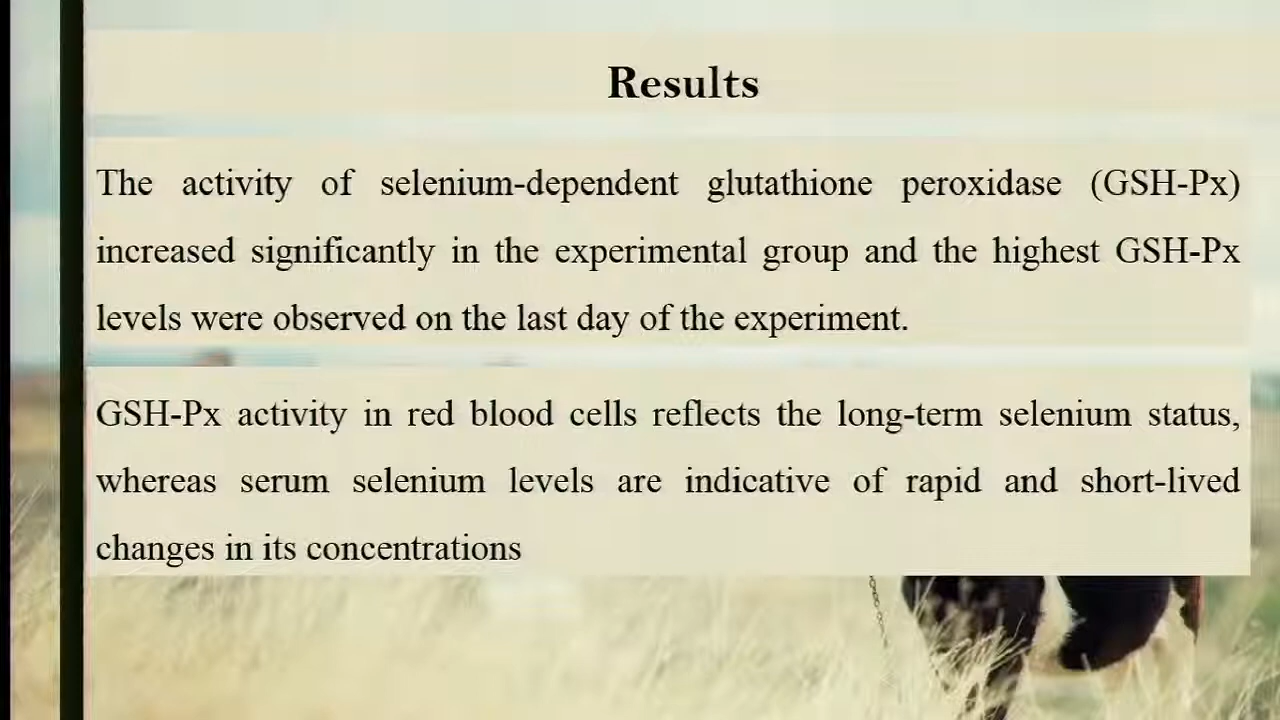 Results
The activity of selenium-dependent glutathione peroxidase (GSH-Px)
increased significantly in the experimental group and the highest GSH-Px
levels were observed on the last day of the experiment.
GSH-Px activity in red blood cells reflects the long-term selenium status,
whereas serum selenium levels are indicative of rapid and short-lived
changes in its concentrations